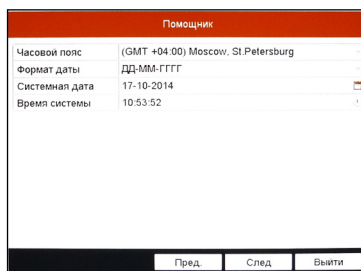 Помощник
Часовой пояс (GMT +04:00) Moscow, St.Petersburg
Формат даты ДД-ММ-ГГГГ
Системная дата 17-10-2014
Время системы 10:53:52
Пред. След Выйти